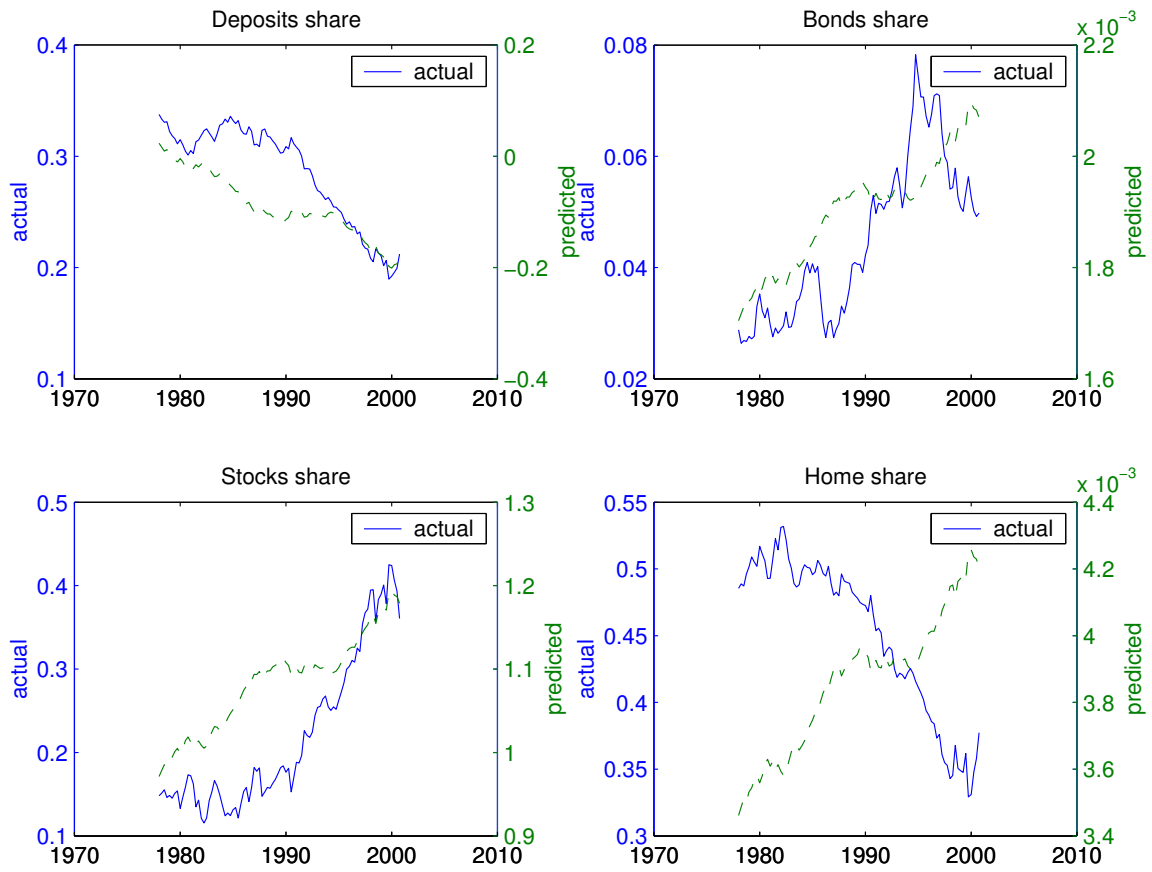 Deposits share
0.4
0.3
0.2
0.1
actual
0.2
0
−0.2
−0.4
predicted
actual
1970 1980 1990 2000 2010
Bonds share
x 10−3
0.08
0.06
0.04
0.02
actual
2.2
2
1.8
1.6
predicted
actual
1970 1980 1990 2000 2010
Stocks share
0.5
0.4
0.3
0.2
0.1
actual
1.3
1.2
1.1
1
0.9
predicted
actual
1970 1980 1990 2000 2010
Home share
x 10−3
0.55
0.5
0.45
0.4
0.35
0.3
actual
4.4
4.2
4
3.8
3.6
3.4
predicted
actual
1970 1980 1990 2000 2010